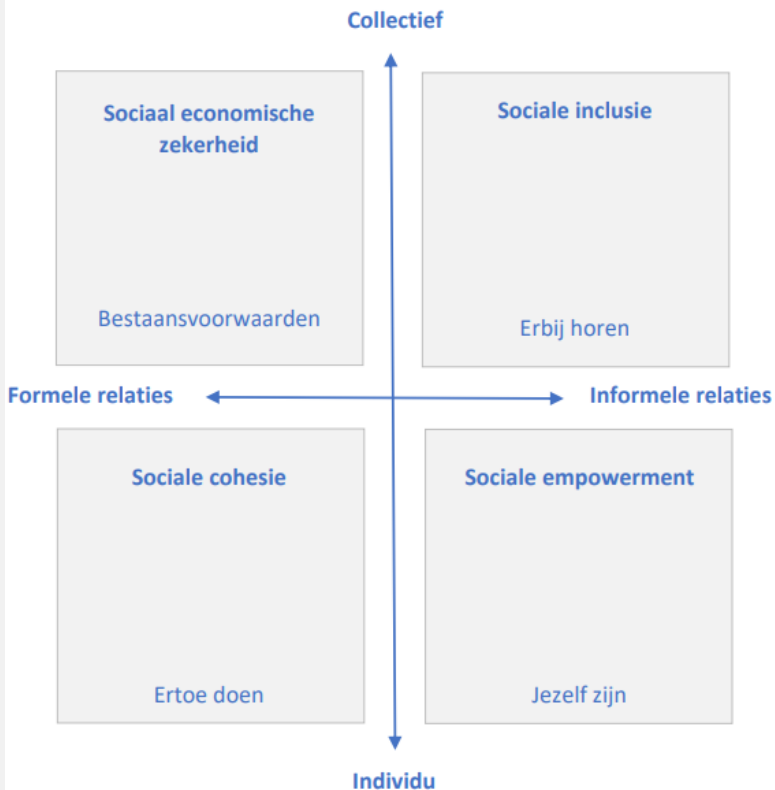 Collectief
Sociaal economische
zekerheid
Bestaansvoorwaarden
Sociale inclusie
Erbij horen
Formele relaties
Informele relaties
Sociale cohesie
Ertoe doen
Sociale empowerment
Jezelf zijn
Individu